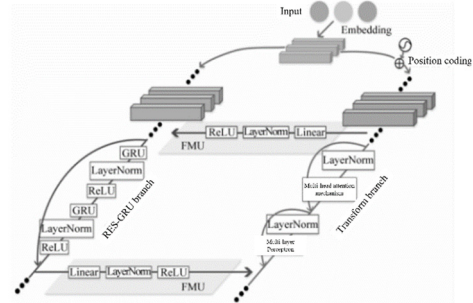 Input
Embedding
Position coding
ReLU LayerNorm Linear
FMU
GRU
LayerNorm
ReLU
GRU
LayerNorm
ReLU
RES-GRU branch
LayerNorm
Multi head attention
mechanism
LayerNorm
Multi layer
Perception
Transform branch
Linear LayerNorm ReLU
FMU